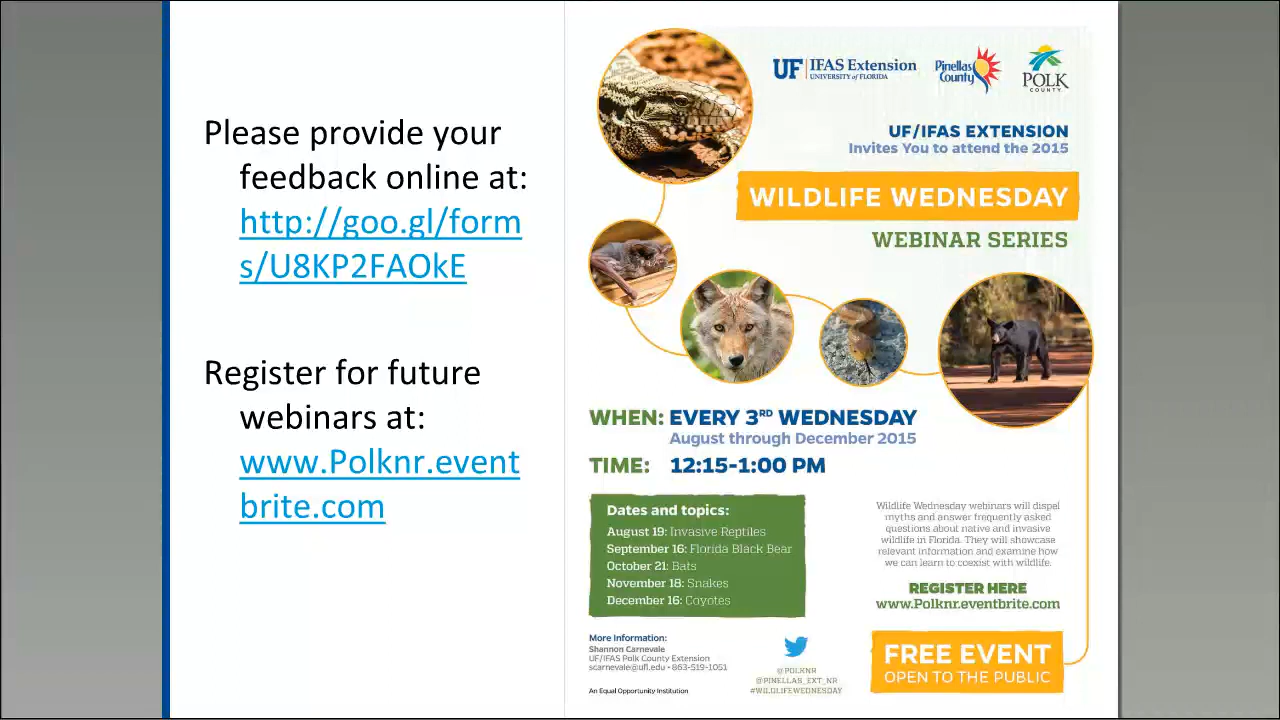 Please provide your
feedback online at:
http://goo.gl/form
s/U8KP2FAOkE
Register for future
webinars at:
www.Polknr.event
brite.com
UF IFAS Extension
UNIVERSITY of FLORIDA
Pinellas
County
POLK
COUNTY
UF/IFAS EXTENSION
Invites You to attend the 2015
WILDLIFE WEDNESDAY
WEBINAR SERIES
WHEN: EVERY 3RD WEDNESDAY
August through December 2015
TIME: 12:15-1:00 PM
Dates and topics:
August 19: Invasive Reptiles
September 16: Florida Black Bear
October 21: Bats
November 18: Snakes
December 16: Coyotes
Wildlife Wednesday webinars will dispel
myths and answer frequently asked
questions about native and invasive
wildlife in Florida. They will showcase
relevant information and examine how
we can learn to coexist with wildlife.
REGISTER HERE
www.Polknr.eventbrite.com
More Information:
Shannon Carnevale
UF/IFAS Polk County Extension
scarnevale@ufl.edu • 863-519-1051
An Equal Opportunity Institution
@POLKNR
@PINELLAS_EXT_NR
#WILDLIFEWEDNESDAY
FREE EVENT
OPEN TO THE PUBLIC